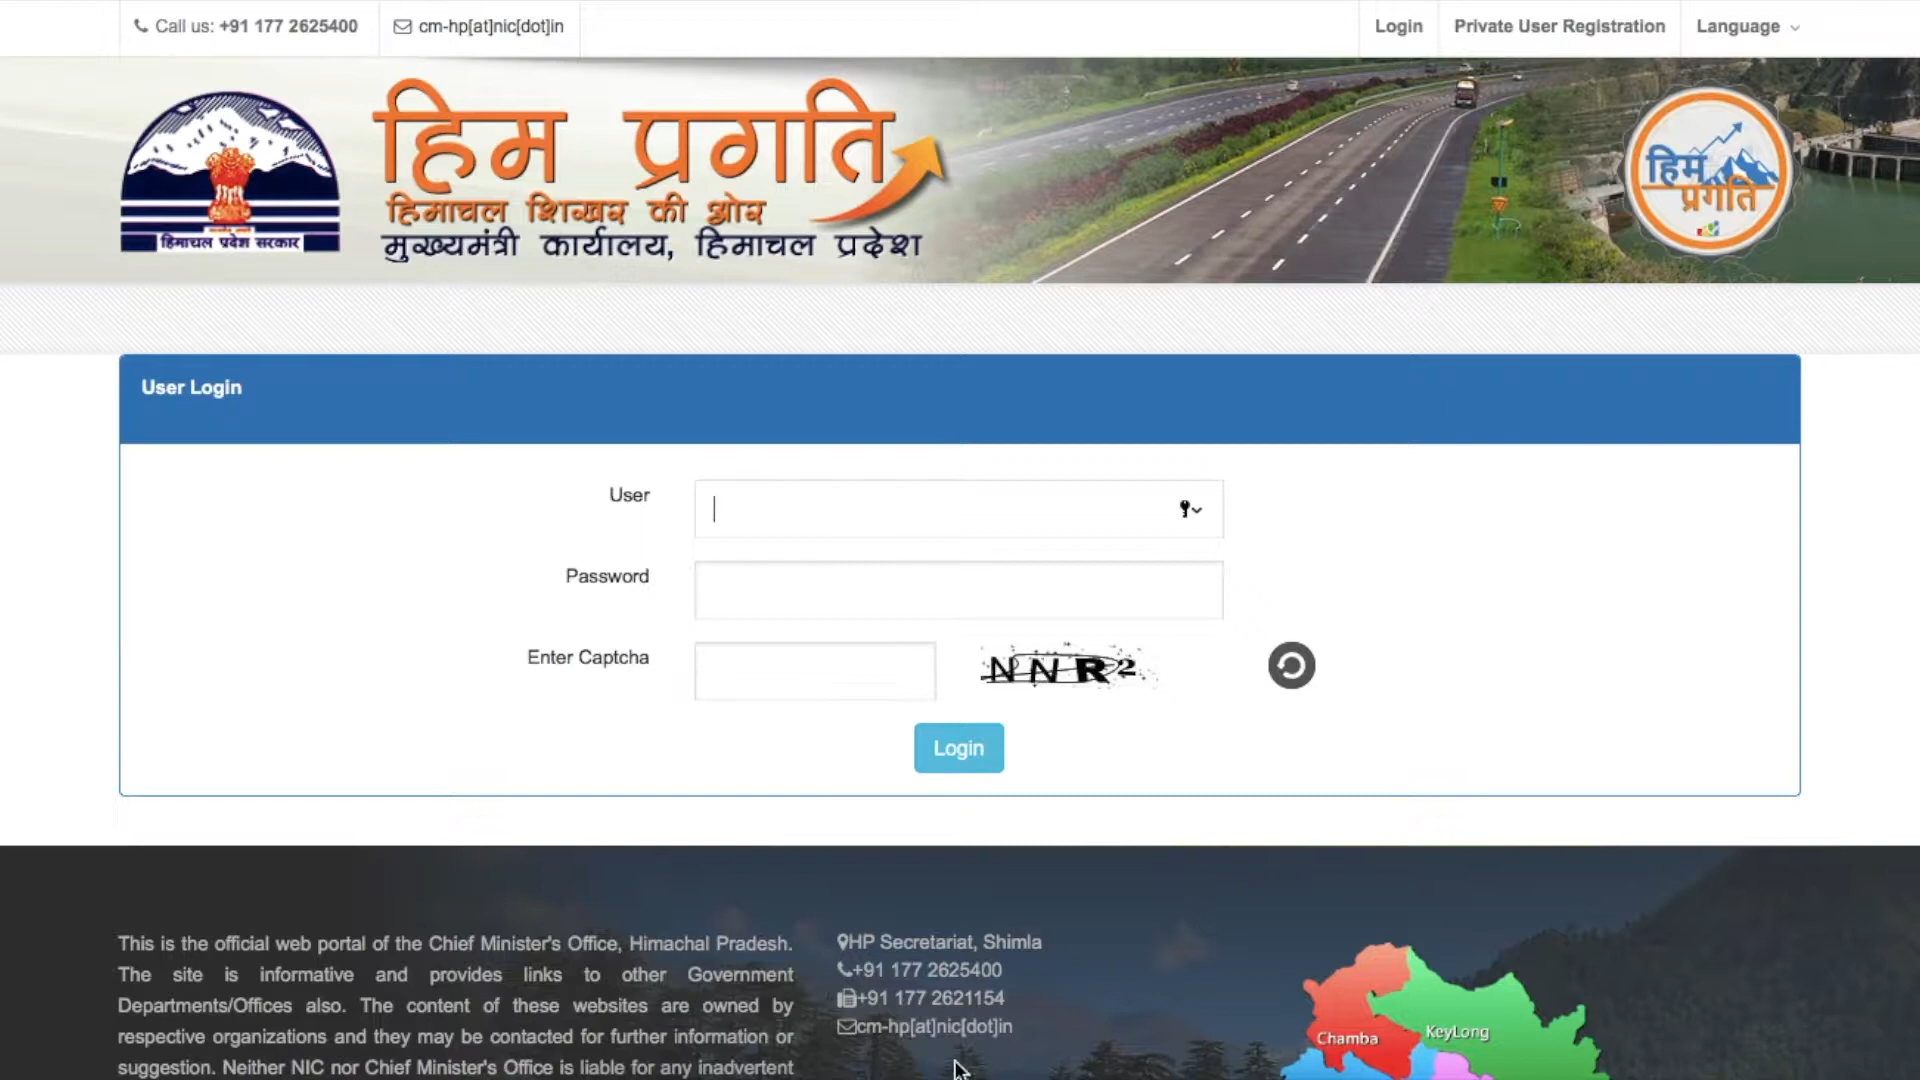 Call us: +91 177 2625400
cm-hp[at]nic[dot]in
Login
Private User Registration
Language
हिम प्रगति
हिमाचल शिखर की ओर
मुख्यमंत्री कार्यालय, हिमाचल प्रदेश
हिमाचल प्रदेश सरकार
हिम
प्रगति
User Login
User
Password
Enter Captcha
NNR2
Login
This is the official web portal of the Chief Minister's Office, Himachal Pradesh.
The site is informative and provides links to other Government
Departments/Offices also. The content of these websites are owned by
respective organizations and they may be contacted for further information or
suggestion. Neither NIC nor Chief Minister's Office is liable for any inadvertent
HP Secretariat, Shimla
+91 177 2625400
+91 177 2621154
cm-hp[at]nic[dot]in
Chamba
KeyLong